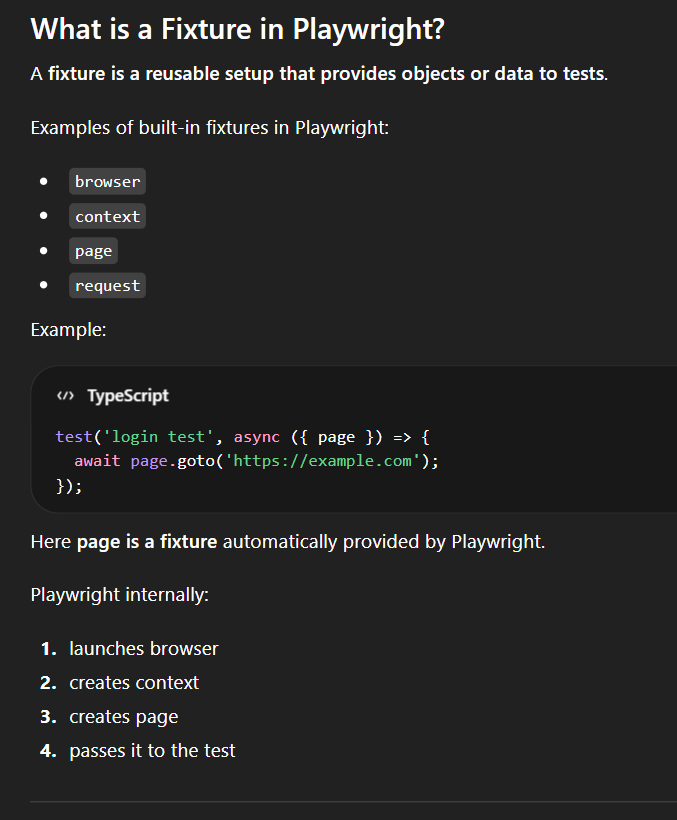 What is a Fixture in Playwright?
A fixture is a reusable setup that provides objects or data to tests.
Examples of built-in fixtures in Playwright:
browser
context
page
request
Example:
</> TypeScript
test('login test', async ({ page }) => {
  await page.goto('https://example.com');
});
Here page is a fixture automatically provided by Playwright.
Playwright internally:
1. launches browser
2. creates context
3. creates page
4. passes it to the test